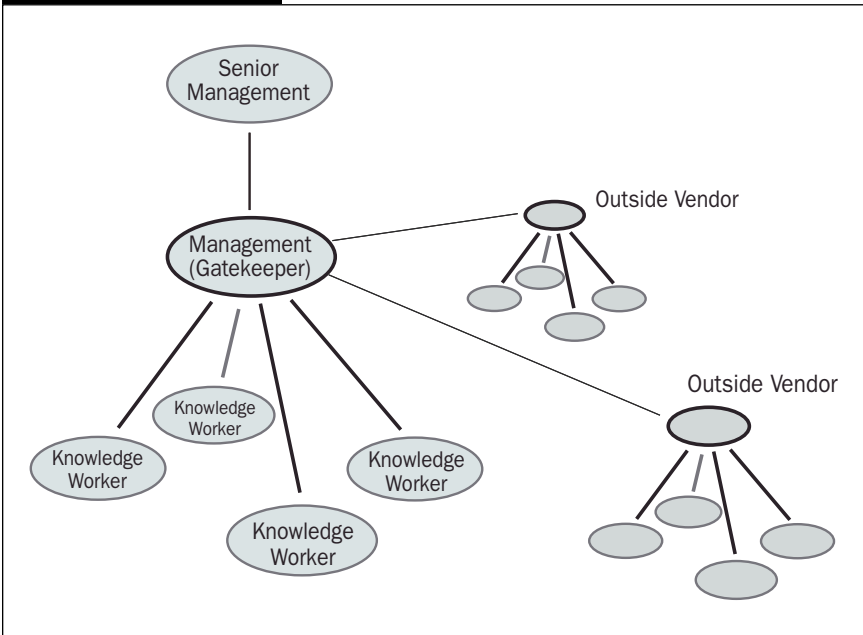 Senior
Management
Outside Vendor
Management
(Gatekeeper)
Outside Vendor
Knowledge
Worker
Knowledge
Worker
Knowledge
Worker
Knowledge
Worker